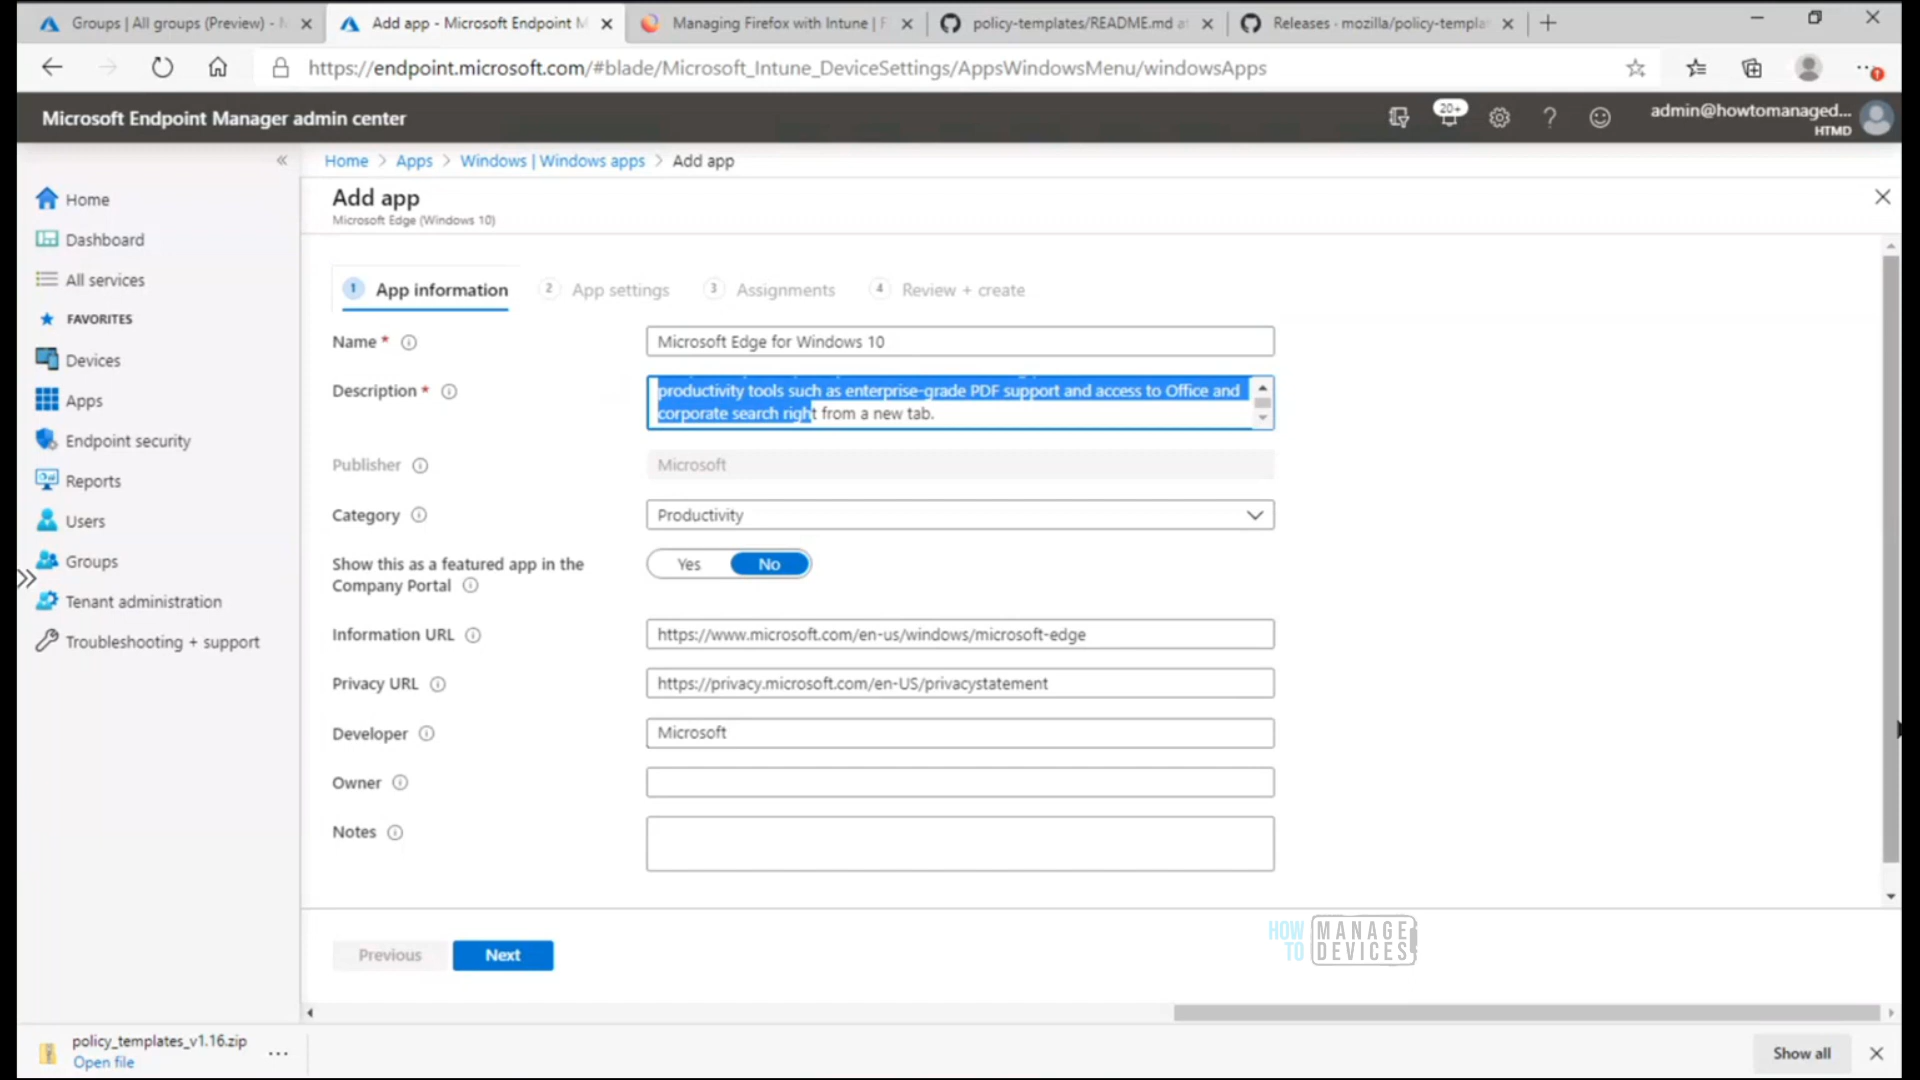 Groups | All groups (Preview) -
Add app - Microsoft Endpoint M
Managing Firefox with Intune | F
policy-templates/README.md at
Releases · mozilla/policy-templa
https://endpoint.microsoft.com/#blade/Microsoft_Intune_DeviceSettings/AppsWindowsMenu/windowsApps
Microsoft Endpoint Manager admin center
20+
admin@howtomanaged...
HTMD
Home > Apps > Windows | Windows apps > Add app
Add app
Microsoft Edge (Windows 10)
Home
Dashboard
All services
FAVORITES
Devices
Apps
Endpoint security
Reports
Users
Groups
Tenant administration
Troubleshooting + support
1 App information
2 App settings
3 Assignments
4 Review + create
Name *
Microsoft Edge for Windows 10
Description *
productivity tools such as enterprise-grade PDF support and access to Office and
corporate search right from a new tab.
Publisher
Microsoft
Category
Productivity
Show this as a featured app in the
Company Portal
Yes No
Information URL
https://www.microsoft.com/en-us/windows/microsoft-edge
Privacy URL
https://privacy.microsoft.com/en-US/privacystatement
Developer
Microsoft
Owner
Notes
Previous
Next
HOW TO
MANAGE
DEVICES
policy_templates_v1.16.zip
Open file
Show all